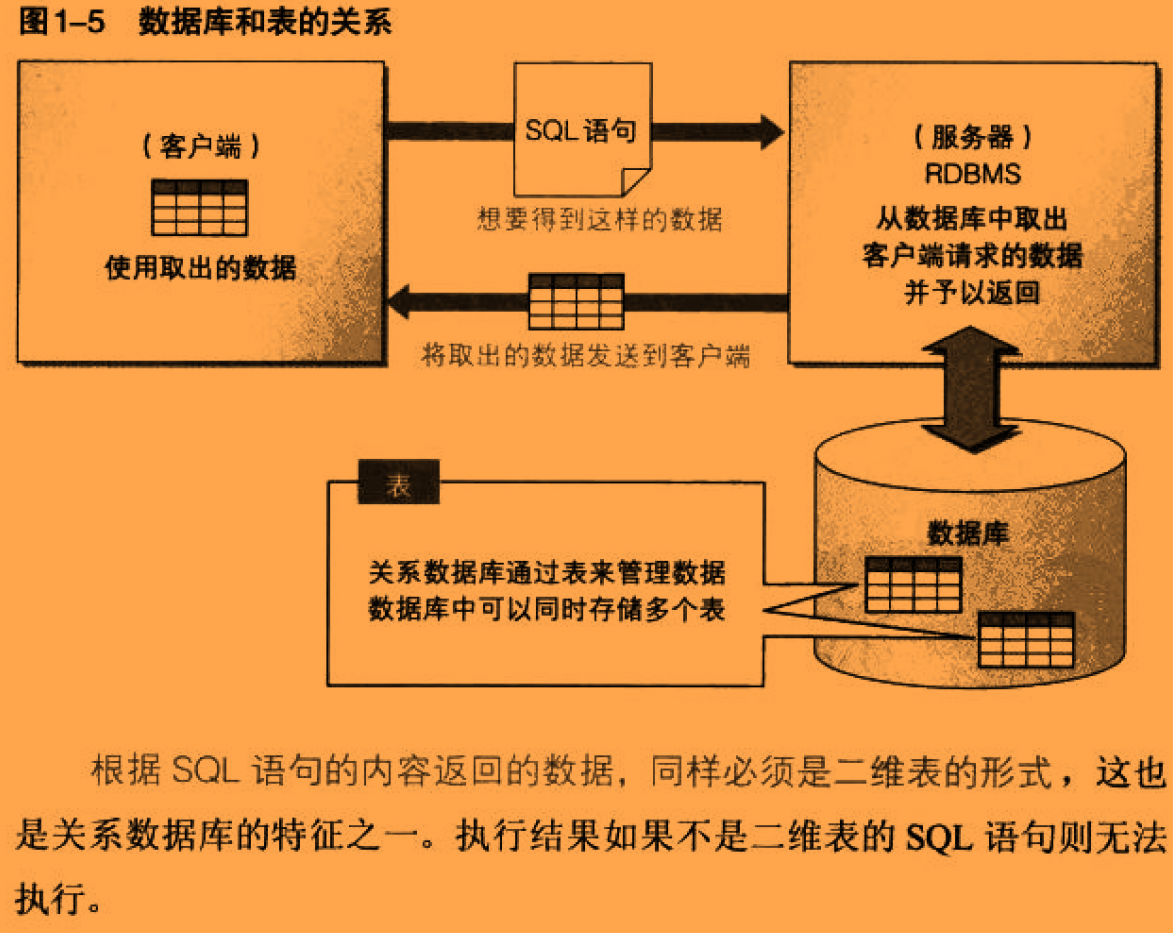 图1–5 数据库和表的关系
（客户端）
使用取出的数据
SQL语句
想要得到这样的数据
将取出的数据发送到客户端
（服务器）
RDBMS
从数据库中取出
客户端请求的数据
并予以返回
数据库
表
关系数据库通过表来管理数据
数据库中可以同时存储多个表
根据 SQL 语句的内容返回的数据，同样必须是二维表的形式，这也
是关系数据库的特征之一。执行结果如果不是二维表的 SQL 语句则无法
执行。